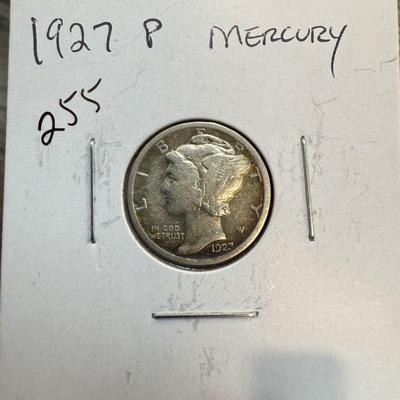 1927 P MERCURY
255
LIBERTY
IN GOD
WE TRUST
1927